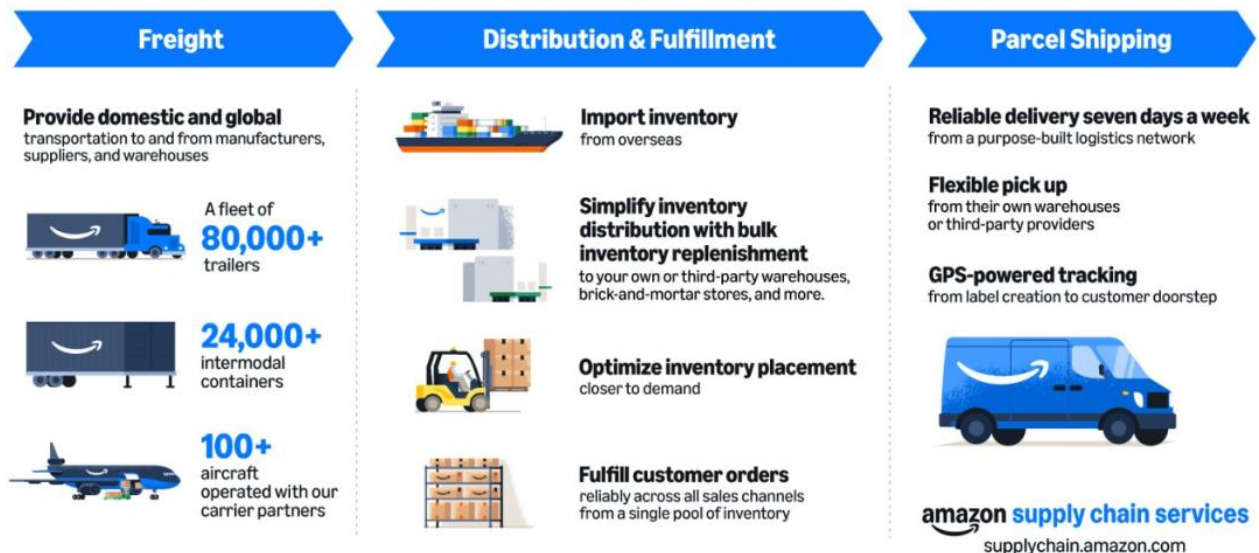 Freight
Provide domestic and global
transportation to and from manufacturers,
suppliers, and warehouses
A fleet of
80,000+
trailers
24,000+
intermodal
containers
100+
aircraft
operated with our
carrier partners
Distribution & Fulfillment
Import inventory
from overseas
Simplify inventory
distribution with bulk
inventory replenishment
to your own or third-party warehouses,
brick-and-mortar stores, and more.
Optimize inventory placement
closer to demand
Fulfill customer orders
reliably across all sales channels
from a single pool of inventory
Parcel Shipping
Reliable delivery seven days a week
from a purpose-built logistics network
Flexible pick up
from their own warehouses
or third-party providers
GPS-powered tracking
from label creation to customer doorstep
amazon supply chain services
supplychain.amazon.com